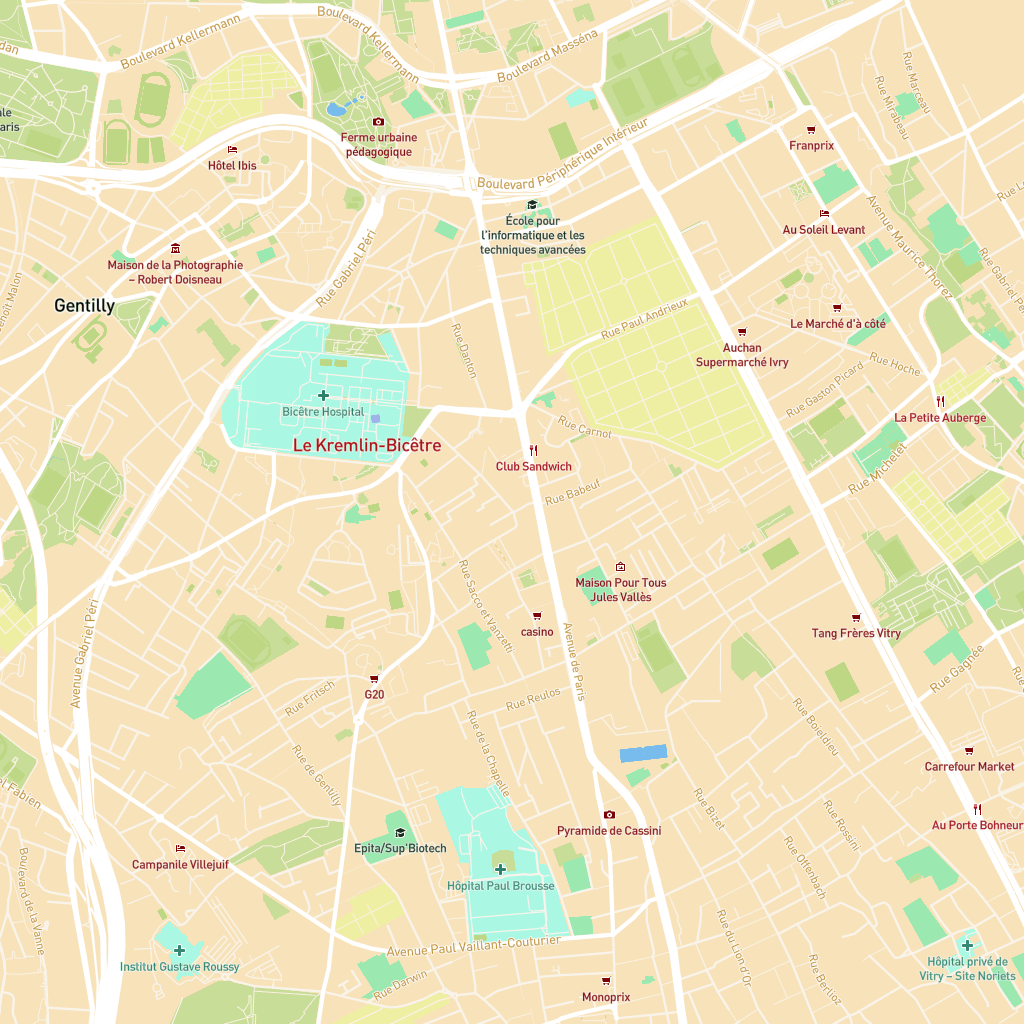 Boulevard Kellermann
Boulevard Kellermann
Boulevard Masséna
dan
Rue Marceau
Rue Mirabeau
ale
aris
Ferme urbaine
pédagogique
Franprix
Hôtel Ibis
Boulevard Périphérique Intérieur
École pour
l'informatique et les
techniques avancées
Au Soleil Levant
Avenue Maurice Thorez
Rue Gabriel Péri
Maison de la Photographie
– Robert Doisneau
Rue Gabriel Péri
Gentilly
Benoît Malon
Rue Paul Andrieux
Le Marché d'à côté
Auchan
Supermarché Ivry
Rue Danton
Rue Hoche
Rue Gaston Picard
Bicêtre Hospital
La Petite Auberge
Rue Carnot
Le Kremlin-Bicêtre
Club Sandwich
Rue Michelet
Rue Babeuf
Maison Pour Tous
Jules Vallès
Rue Sacco et Vanzetti
casino
Tang Frères Vitry
Avenue Gabriel Péri
Avenue de Paris
Rue Gagnée
G20
Rue Fritsch
Rue Reulos
Rue Boieldieu
Rue de la Chapelle
Rue de Gentilly
Carrefour Market
el Fabien
Rue Bizet
Rue Rossini
Au Porte Bohneur
Pyramide de Cassini
Epita/Sup'Biotech
Campanile Villejuif
Rue Offenbach
Hôpital Paul Brousse
Boulevard de la Vanne
Avenue Paul Vaillant-Couturier
Rue du Lion d'Or
Institut Gustave Roussy
Rue Darwin
Rue Berlioz
Hôpital privé de
Vitry – Site Noriets
Monoprix